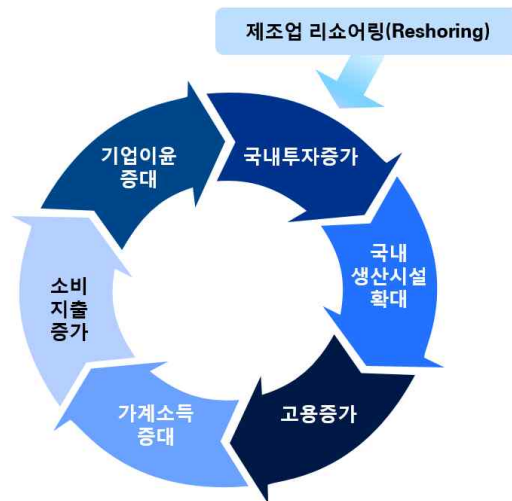 제조업 리쇼어링(Reshoring)
국내투자증가
국내
생산시설
확대
고용증가
가계소득
증대
소비
지출
증가
기업이윤
증대